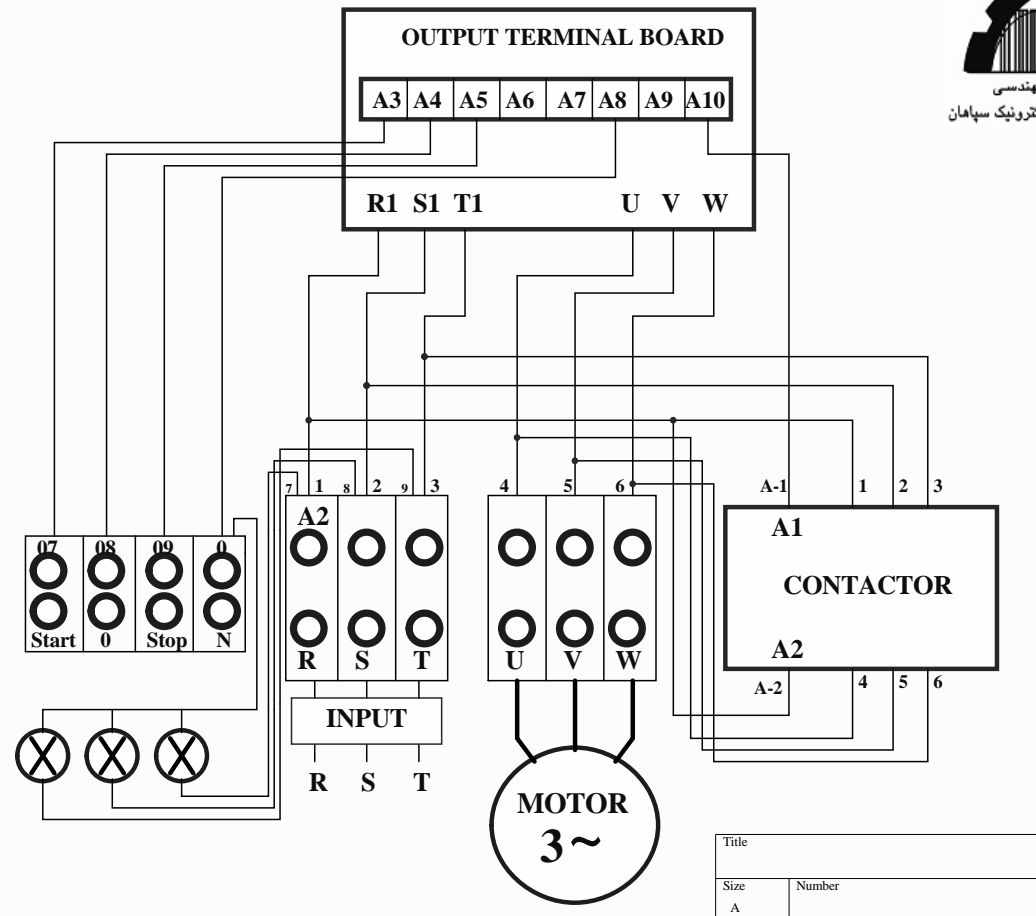 OUTPUT TERMINAL BOARD
A3 A4 A5 A6 A7 A8 A9 A10
R1 S1 T1 U V W
سپاهان
7 1 8 2 9 3 4 5 6 A-1 1 2 3
A2
A1
07 08 09 0
CONTACTOR
Start 0 Stop N
R S T U V W
A2
A-2 4 5 6
INPUT
R S T
MOTOR
3~
Title
Size Number
A